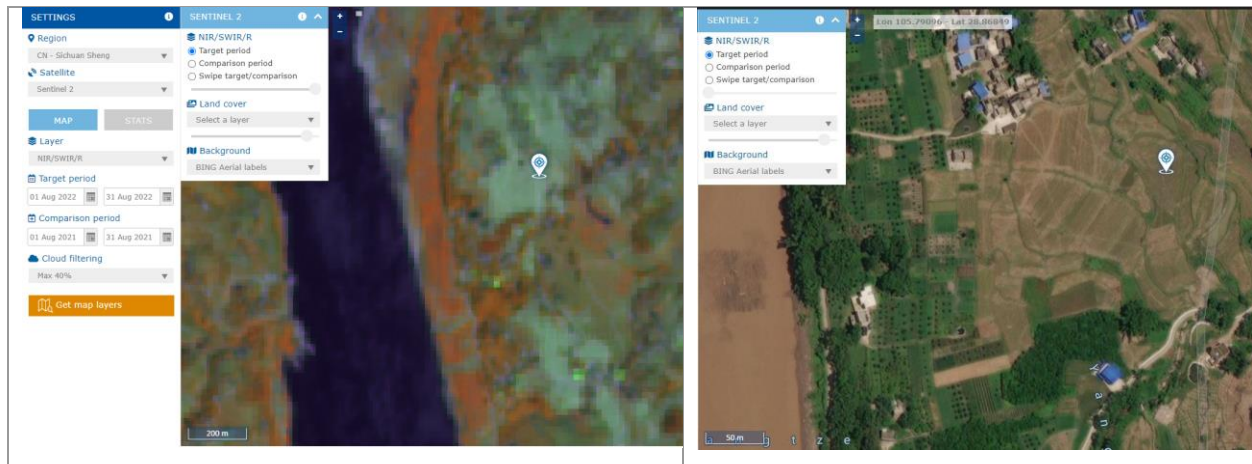 SETTINGS
Region
CN - Sichuan Sheng
Satellite
Sentinel 2
MAP
STATS
Layer
NIR/SWIR/R
Target period
01 Aug 2022
31 Aug 2022
Comparison period
01 Aug 2021
31 Aug 2021
Cloud filtering
Max 40%
Get map layers
SENTINEL 2
NIR/SWIR/R
Target period
Comparison period
Swipe target/comparison
Land cover
Select a layer
Background
BING Aerial labels
+
−
200 m
SENTINEL 2
NIR/SWIR/R
Target period
Comparison period
Swipe target/comparison
Land cover
Select a layer
Background
BING Aerial labels
+
−
Lon 105.79096 - Lat 28.86849
50 m
a n g t z e
Y a n